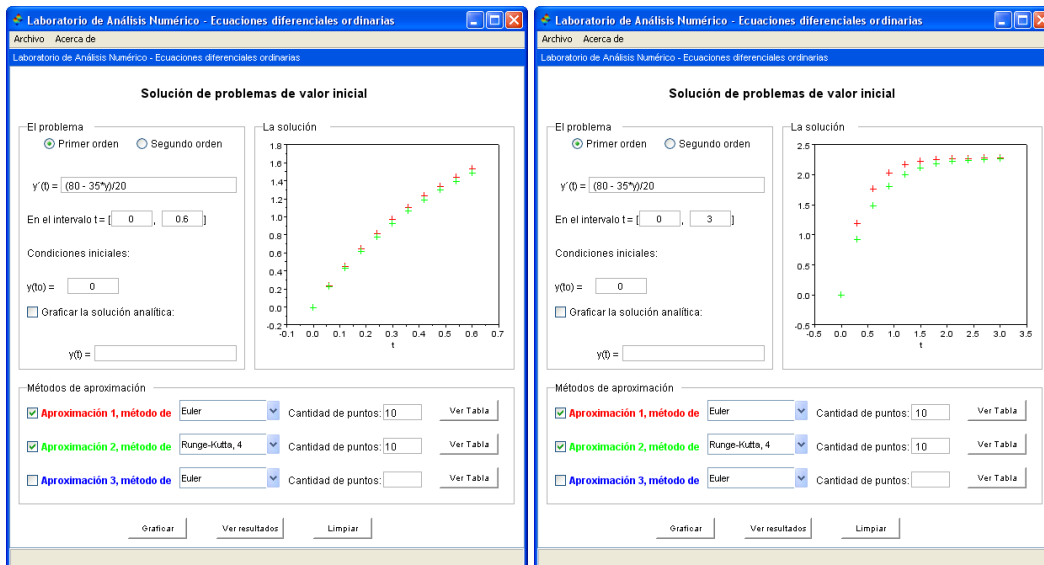 Laboratorio de Análisis Numérico - Ecuaciones diferenciales ordinarias
Archivo Acerca de
Laboratorio de Análisis Numérico - Ecuaciones diferenciales ordinarias
Solución de problemas de valor inicial
El problema
Primer orden Segundo orden
y´(t) = (80 - 35*y)/20
En el intervalo t = [ 0 , 0.6 ]
Condiciones iniciales:
y(to) = 0
Graficar la solución analítica:
y(t) =
La solución
1.8
1.6
1.4
1.2
1.0
0.8
0.6
0.4
0.2
0.0
-0.2
-0.1 0.0 0.1 0.2 0.3 0.4 0.5 0.6 0.7
t
Métodos de aproximación
Aproximación 1, método de Euler Cantidad de puntos: 10 Ver Tabla
Aproximación 2, método de Runge-Kutta, 4 Cantidad de puntos: 10 Ver Tabla
Aproximación 3, método de Euler Cantidad de puntos: Ver Tabla
Graficar Ver resultados Limpiar
Laboratorio de Análisis Numérico - Ecuaciones diferenciales ordinarias
Archivo Acerca de
Laboratorio de Análisis Numérico - Ecuaciones diferenciales ordinarias
Solución de problemas de valor inicial
El problema
Primer orden Segundo orden
y´(t) = (80 - 35*y)/20
En el intervalo t = [ 0 , 3 ]
Condiciones iniciales:
y(to) = 0
Graficar la solución analítica:
y(t) =
La solución
2.5
2.0
1.5
1.0
0.5
0.0
-0.5
-0.5 0.0 0.5 1.0 1.5 2.0 2.5 3.0 3.5
t
Métodos de aproximación
Aproximación 1, método de Euler Cantidad de puntos: 10 Ver Tabla
Aproximación 2, método de Runge-Kutta, 4 Cantidad de puntos: 10 Ver Tabla
Aproximación 3, método de Euler Cantidad de puntos: Ver Tabla
Graficar Ver resultados Limpiar